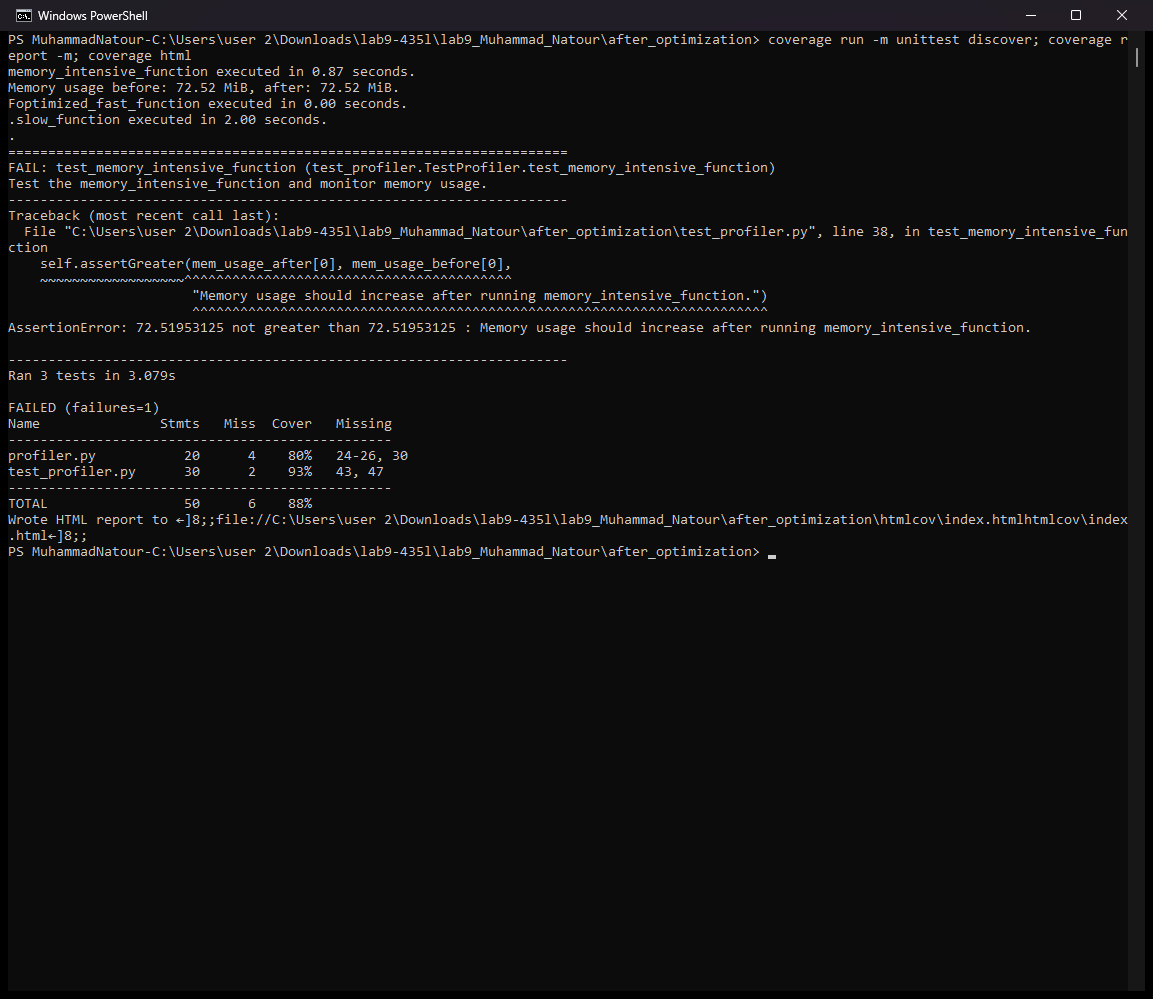 Windows PowerShell
PS MuhammadNatour-C:\Users\user 2\Downloads\lab9-435l\lab9_Muhammad_Natour\after_optimization> coverage run -m unittest discover; coverage r
eport -m; coverage html
memory_intensive_function executed in 0.87 seconds.
Memory usage before: 72.52 MiB, after: 72.52 MiB.
Foptimized_fast_function executed in 0.00 seconds.
.slow_function executed in 2.00 seconds.
.
======================================================================
FAIL: test_memory_intensive_function (test_profiler.TestProfiler.test_memory_intensive_function)
Test the memory_intensive_function and monitor memory usage.
----------------------------------------------------------------------
Traceback (most recent call last):
  File "C:\Users\user 2\Downloads\lab9-435l\lab9_Muhammad_Natour\after_optimization\test_profiler.py", line 38, in test_memory_intensive_fun
ction
    self.assertGreater(mem_usage_after[0], mem_usage_before[0],
    ~~~~~~~~~~~~~~~~~~^^^^^^^^^^^^^^^^^^^^^^^^^^^^^^^^^^^^^^^^^
                       "Memory usage should increase after running memory_intensive_function.")
                       ^^^^^^^^^^^^^^^^^^^^^^^^^^^^^^^^^^^^^^^^^^^^^^^^^^^^^^^^^^^^^^^^^^^^^^^^
AssertionError: 72.51953125 not greater than 72.51953125 : Memory usage should increase after running memory_intensive_function.
----------------------------------------------------------------------
Ran 3 tests in 3.079s
FAILED (failures=1)
Name               Stmts   Miss  Cover   Missing
------------------------------------------------
profiler.py           20      4    80%   24-26, 30
test_profiler.py      30      2    93%   43, 47
------------------------------------------------
TOTAL                 50      6    88%
Wrote HTML report to ←]8;;file://C:\Users\user 2\Downloads\lab9-435l\lab9_Muhammad_Natour\after_optimization\htmlcov\index.htmlhtmlcov\index
.html←]8;;
PS MuhammadNatour-C:\Users\user 2\Downloads\lab9-435l\lab9_Muhammad_Natour\after_optimization>